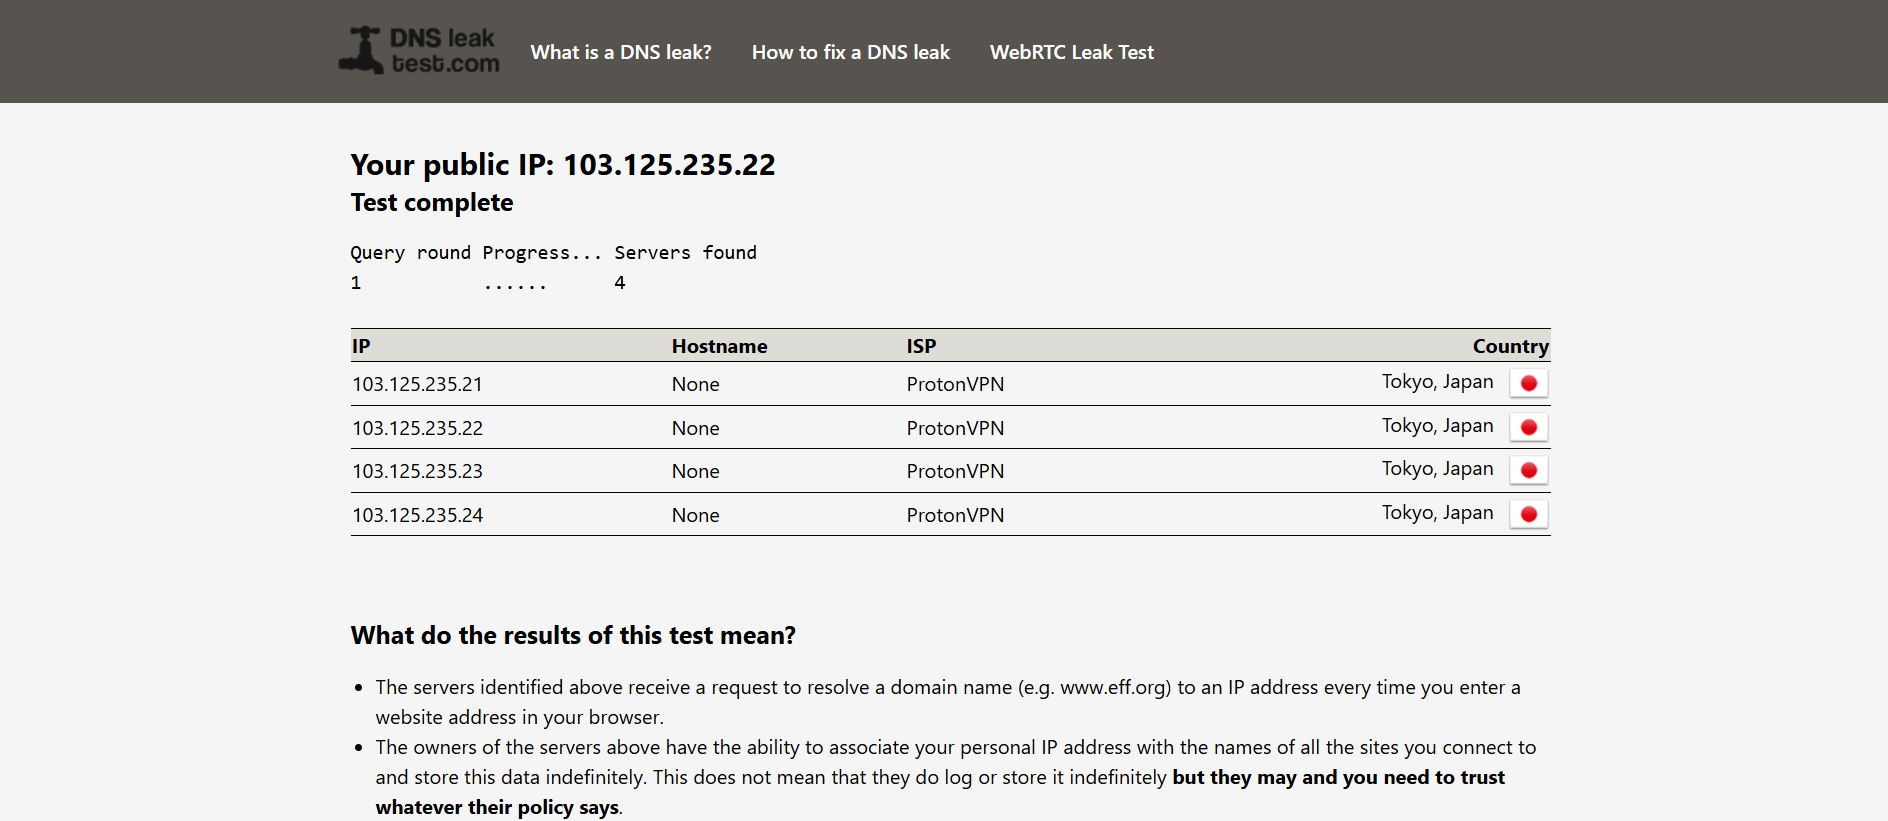 DNS leak
test.com
What is a DNS leak? How to fix a DNS leak WebRTC Leak Test
Your public IP: 103.125.235.22
Test complete
Query round Progress... Servers found
1 ...... 4
IP Hostname ISP Country
103.125.235.21 None ProtonVPN Tokyo, Japan
103.125.235.22 None ProtonVPN Tokyo, Japan
103.125.235.23 None ProtonVPN Tokyo, Japan
103.125.235.24 None ProtonVPN Tokyo, Japan
What do the results of this test mean?
• The servers identified above receive a request to resolve a domain name (e.g. www.eff.org) to an IP address every time you enter a
website address in your browser.
• The owners of the servers above have the ability to associate your personal IP address with the names of all the sites you connect to
and store this data indefinitely. This does not mean that they do log or store it indefinitely but they may and you need to trust
whatever their policy says.